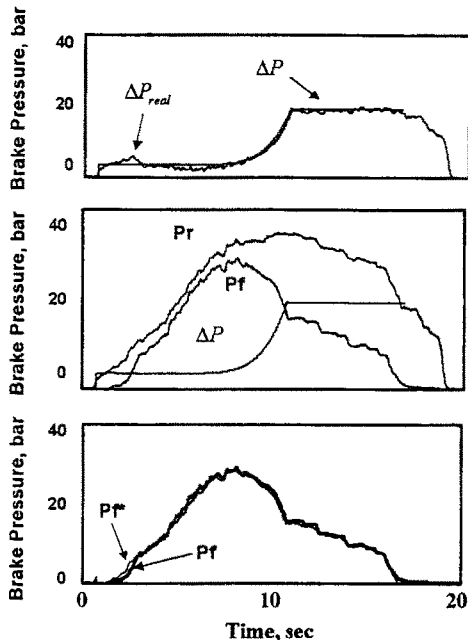 40
20
0
Brake Pressure, bar
ΔP_real
ΔP
40
20
0
Brake Pressure, bar
Pr
Pf
ΔP
40
20
0
Brake Pressure, bar
Pf*
Pf
0 10 20
Time, sec